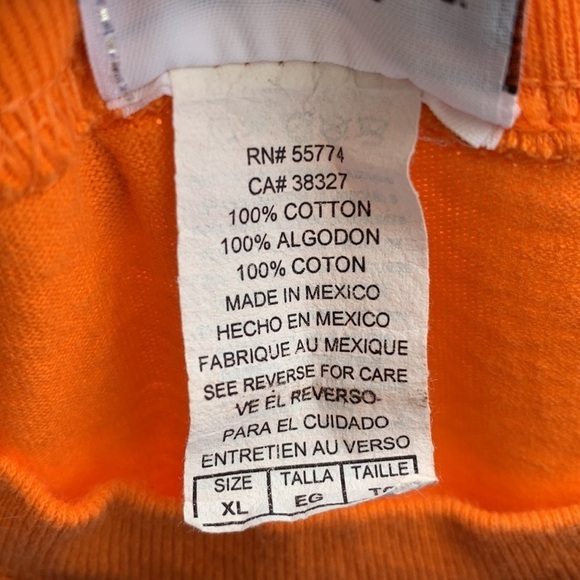 RN# 55774
CA# 38327
100% COTTON
100% ALGODON
100% COTON
MADE IN MEXICO
HECHO EN MEXICO
FABRIQUE AU MEXIQUE
SEE REVERSE FOR CARE
VE EL REVERSO
PARA EL CUIDADO
ENTRETIEN AU VERSO
SIZE TALLA TAILLE
XL EG